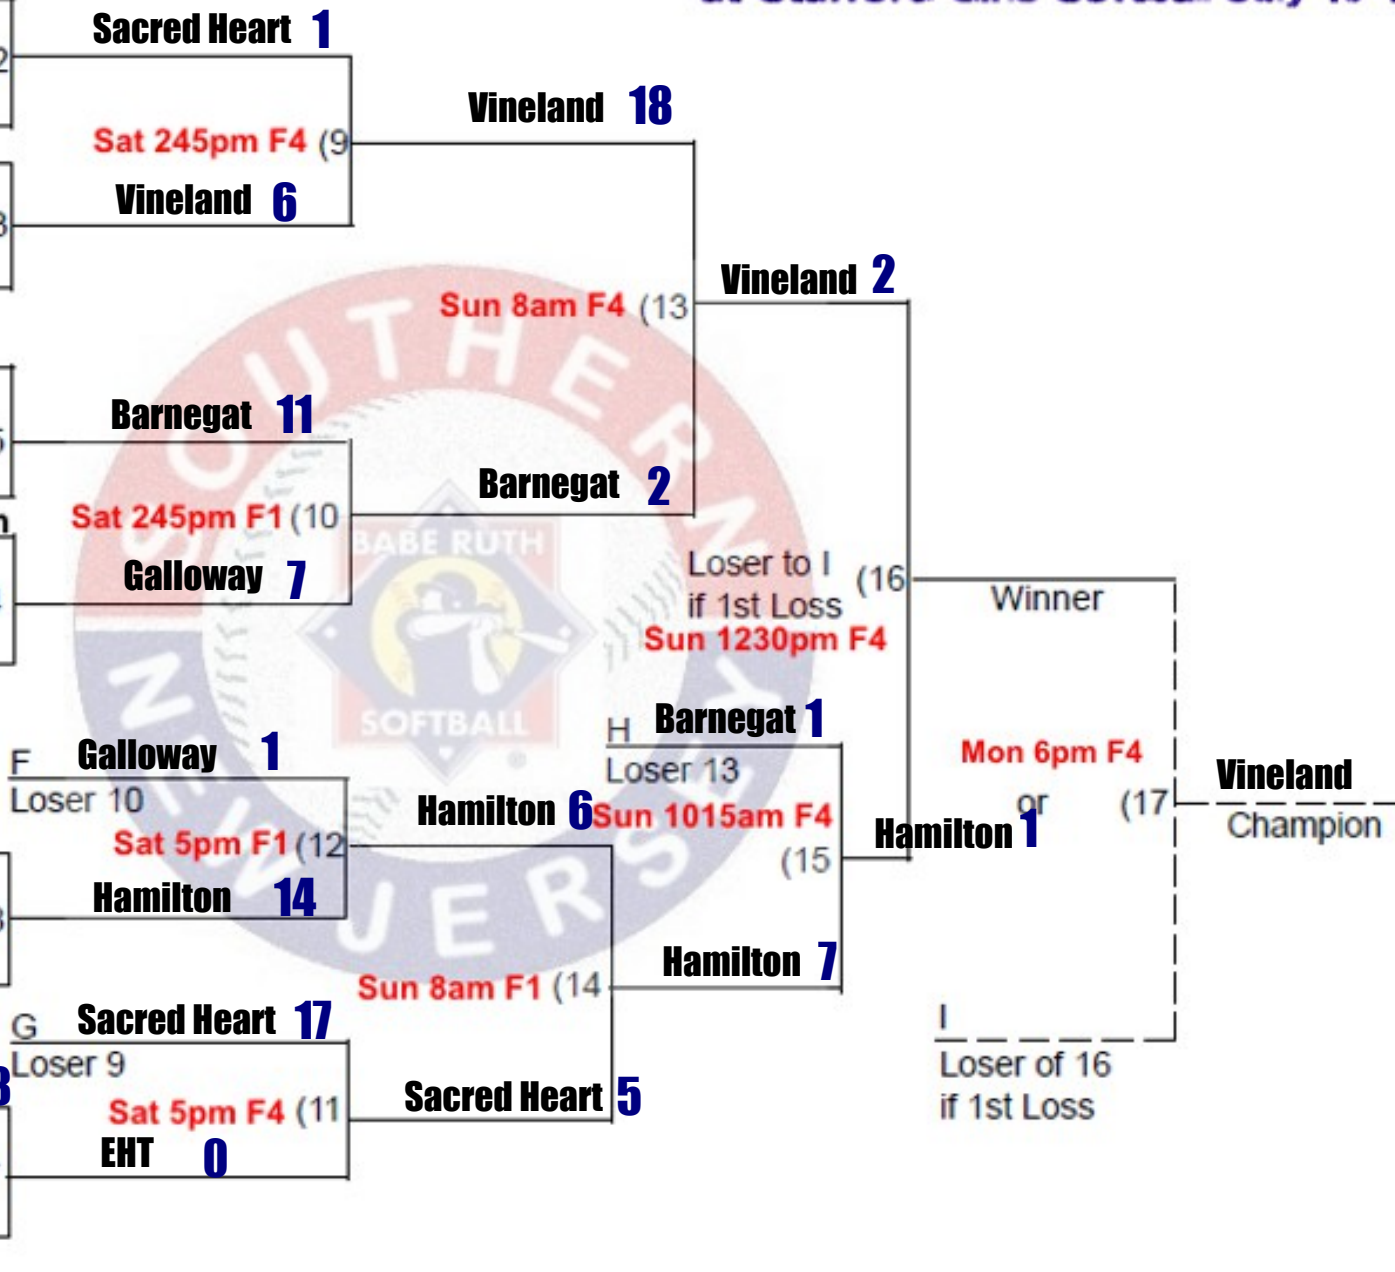 Sacred Heart 1
Sat 245pm F4 (9
Vineland 6
Vineland 18
Sun 8am F4 (13
Vineland 2
Barnegat 11
Sat 245pm F1 (10
Galloway 7
Barnegat 2
Loser to I
if 1st Loss
(16
Sun 1230pm F4
Winner
SOUTHERN
NEW JERSEY
BABE RUTH
SOFTBALL
®
F
Galloway 1
Loser 10
Sat 5pm F1 (12
Hamilton 14
Hamilton 6
H
Barnegat 1
Loser 13
Sun 1015am F4
(15
Hamilton 1
Mon 6pm F4
or (17
Vineland
Champion
Sun 8am F1 (14
Hamilton 7
G
Sacred Heart 17
Loser 9
Sat 5pm F4 (11
EHT 0
Sacred Heart 5
I
Loser of 16
if 1st Loss